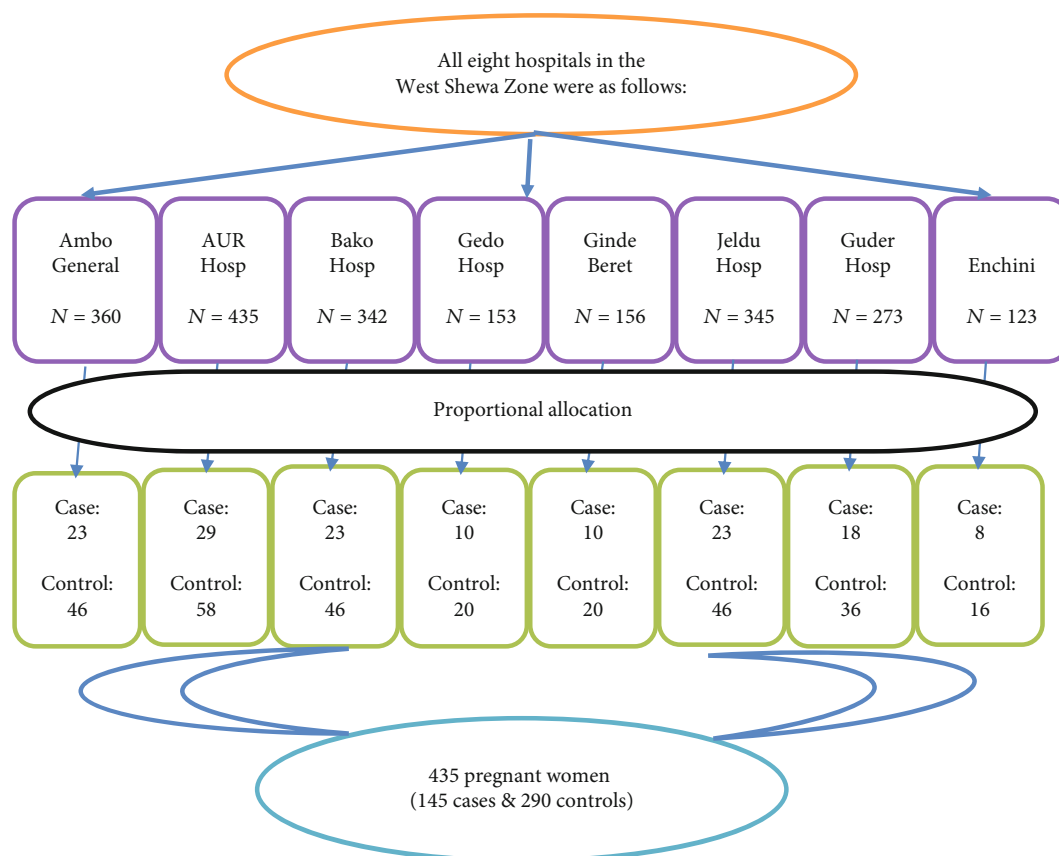 All eight hospitals in the
West Shewa Zone were as follows:
Ambo
General
N = 360
AUR
Hosp
N = 435
Bako
Hosp
N = 342
Gedo
Hosp
N = 153
Ginde
Beret
N = 156
Jeldu
Hosp
N = 345
Guder
Hosp
N = 273
Enchini
N = 123
Proportional allocation
Case:
23
Control:
46
Case:
29
Control:
58
Case:
23
Control:
46
Case:
10
Control:
20
Case:
10
Control:
20
Case:
23
Control:
46
Case:
18
Control:
36
Case:
8
Control:
16
435 pregnant women
(145 cases & 290 controls)